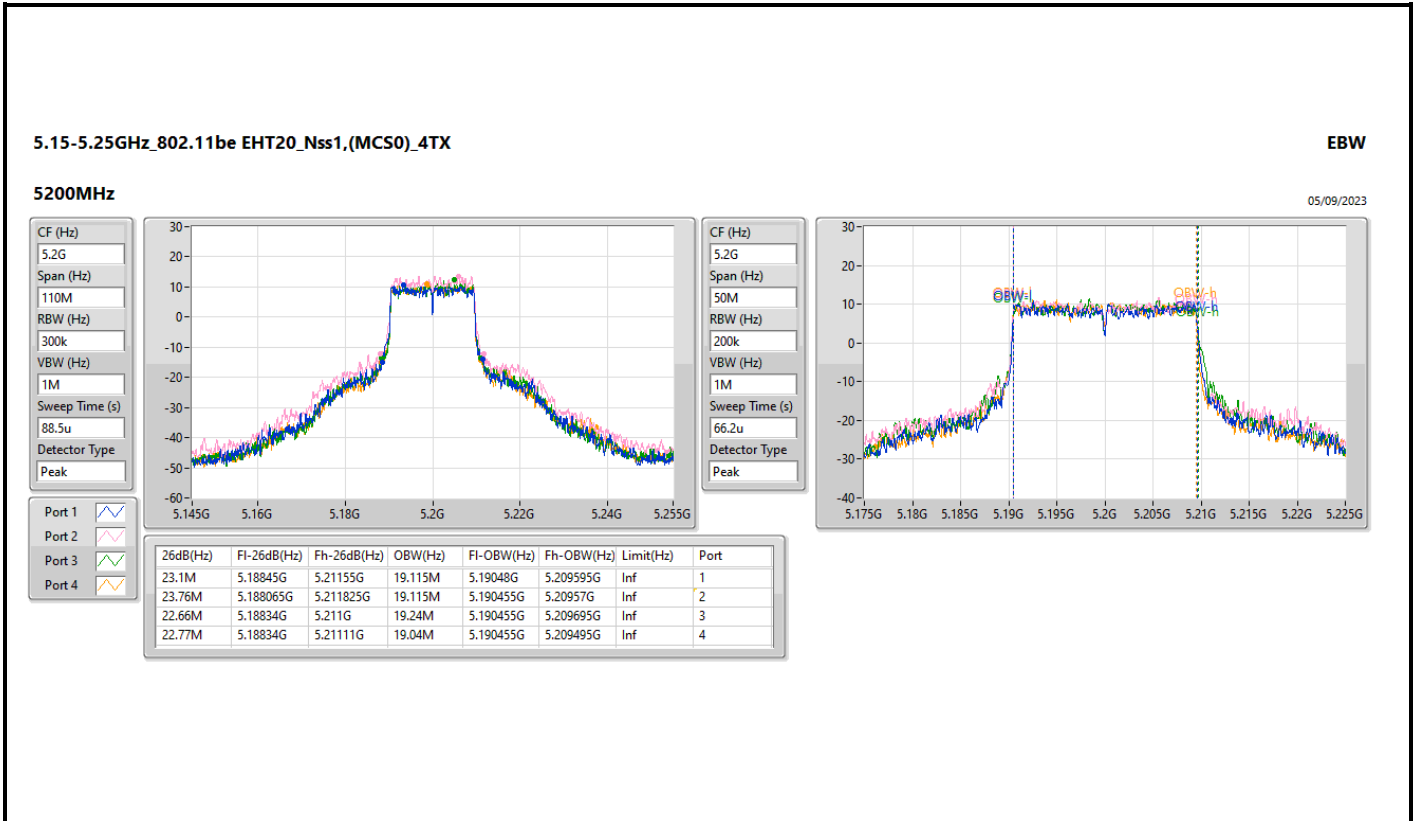 5.15-5.25GHz_802.11be EHT20_Nss1,(MCS0)_4TX
EBW
5200MHz
05/09/2023
CF (Hz)
5.2G
Span (Hz)
110M
RBW (Hz)
300k
VBW (Hz)
1M
Sweep Time (s)
88.5u
Detector Type
Peak
30
20
10
0
-10
-20
-30
-40
-50
-60
5.145G 5.16G 5.18G 5.2G 5.22G 5.24G 5.255G
CF (Hz)
5.2G
Span (Hz)
50M
RBW (Hz)
200k
VBW (Hz)
1M
Sweep Time (s)
66.2u
Detector Type
Peak
30
20
10
0
-10
-20
-30
-40
OBW-l
OBW-h
OBW-h
5.175G 5.18G 5.185G 5.19G 5.195G 5.2G 5.205G 5.21G 5.215G 5.22G 5.225G
Port 1
Port 2
Port 3
Port 4
26dB(Hz) Fl-26dB(Hz) Fh-26dB(Hz) OBW(Hz) Fl-OBW(Hz) Fh-OBW(Hz) Limit(Hz) Port
23.1M 5.18845G 5.21155G 19.115M 5.19048G 5.209595G Inf 1
23.76M 5.188065G 5.211825G 19.115M 5.190455G 5.20957G Inf 2
22.66M 5.18834G 5.211G 19.24M 5.190455G 5.209695G Inf 3
22.77M 5.18834G 5.21111G 19.04M 5.190455G 5.209495G Inf 4